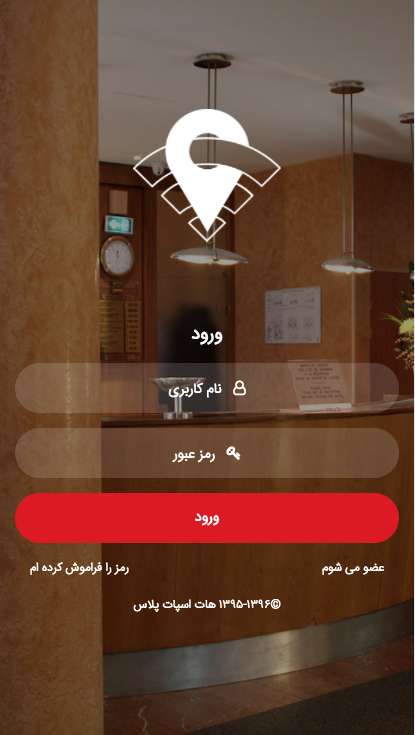 ورود
نام کاربری
رمز عبور
ورود
عضو می شوم
رمز را فراموش کرده ام
©۱۳۹۵-۱۳۹۶ هات اسپات پلاس